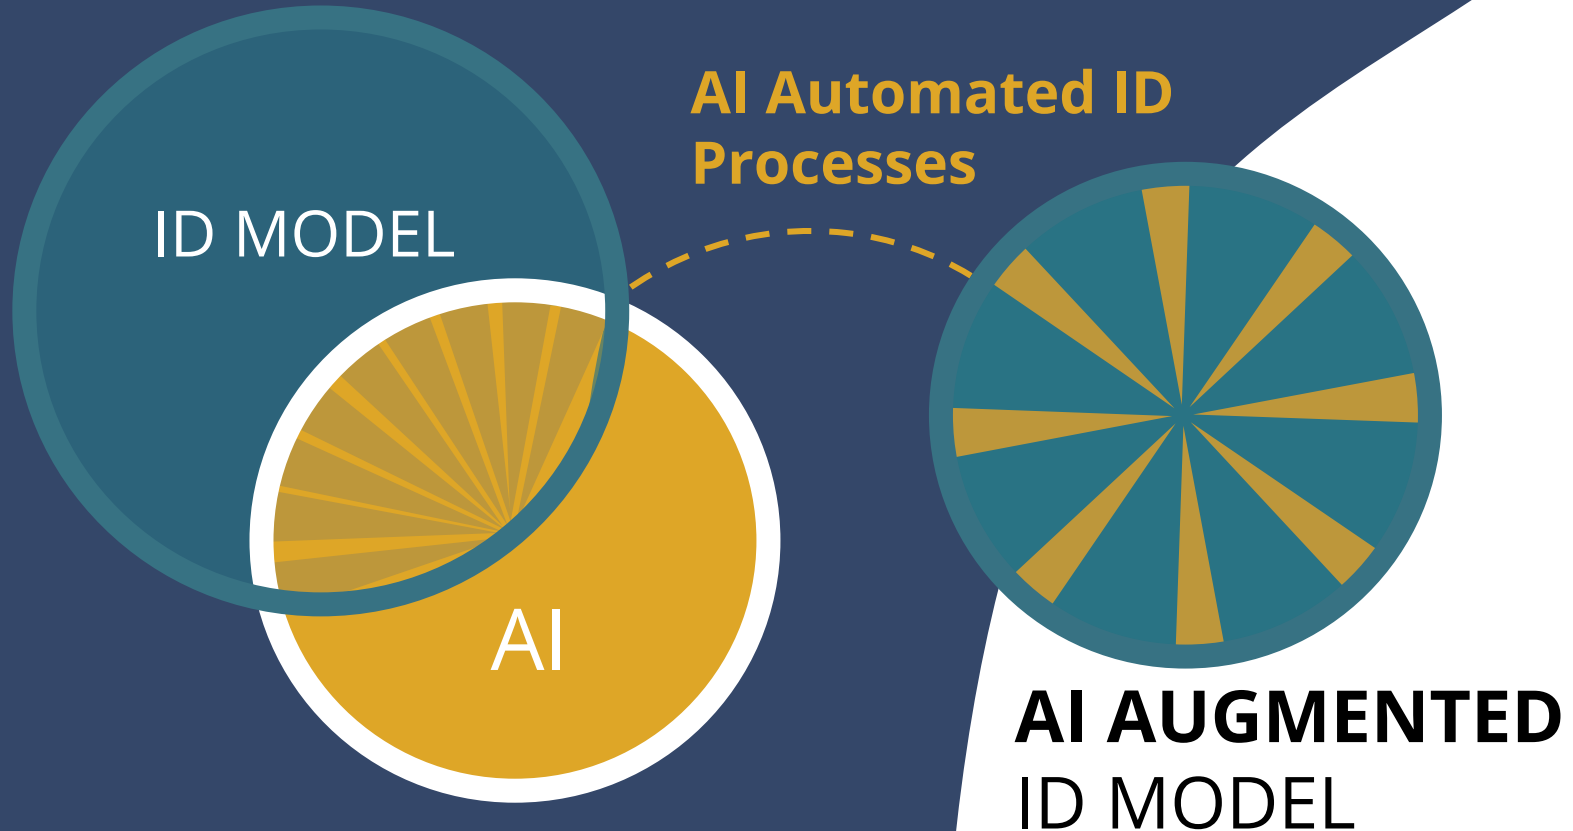 AI Automated ID
Processes
ID MODEL
AI
AI AUGMENTED
ID MODEL